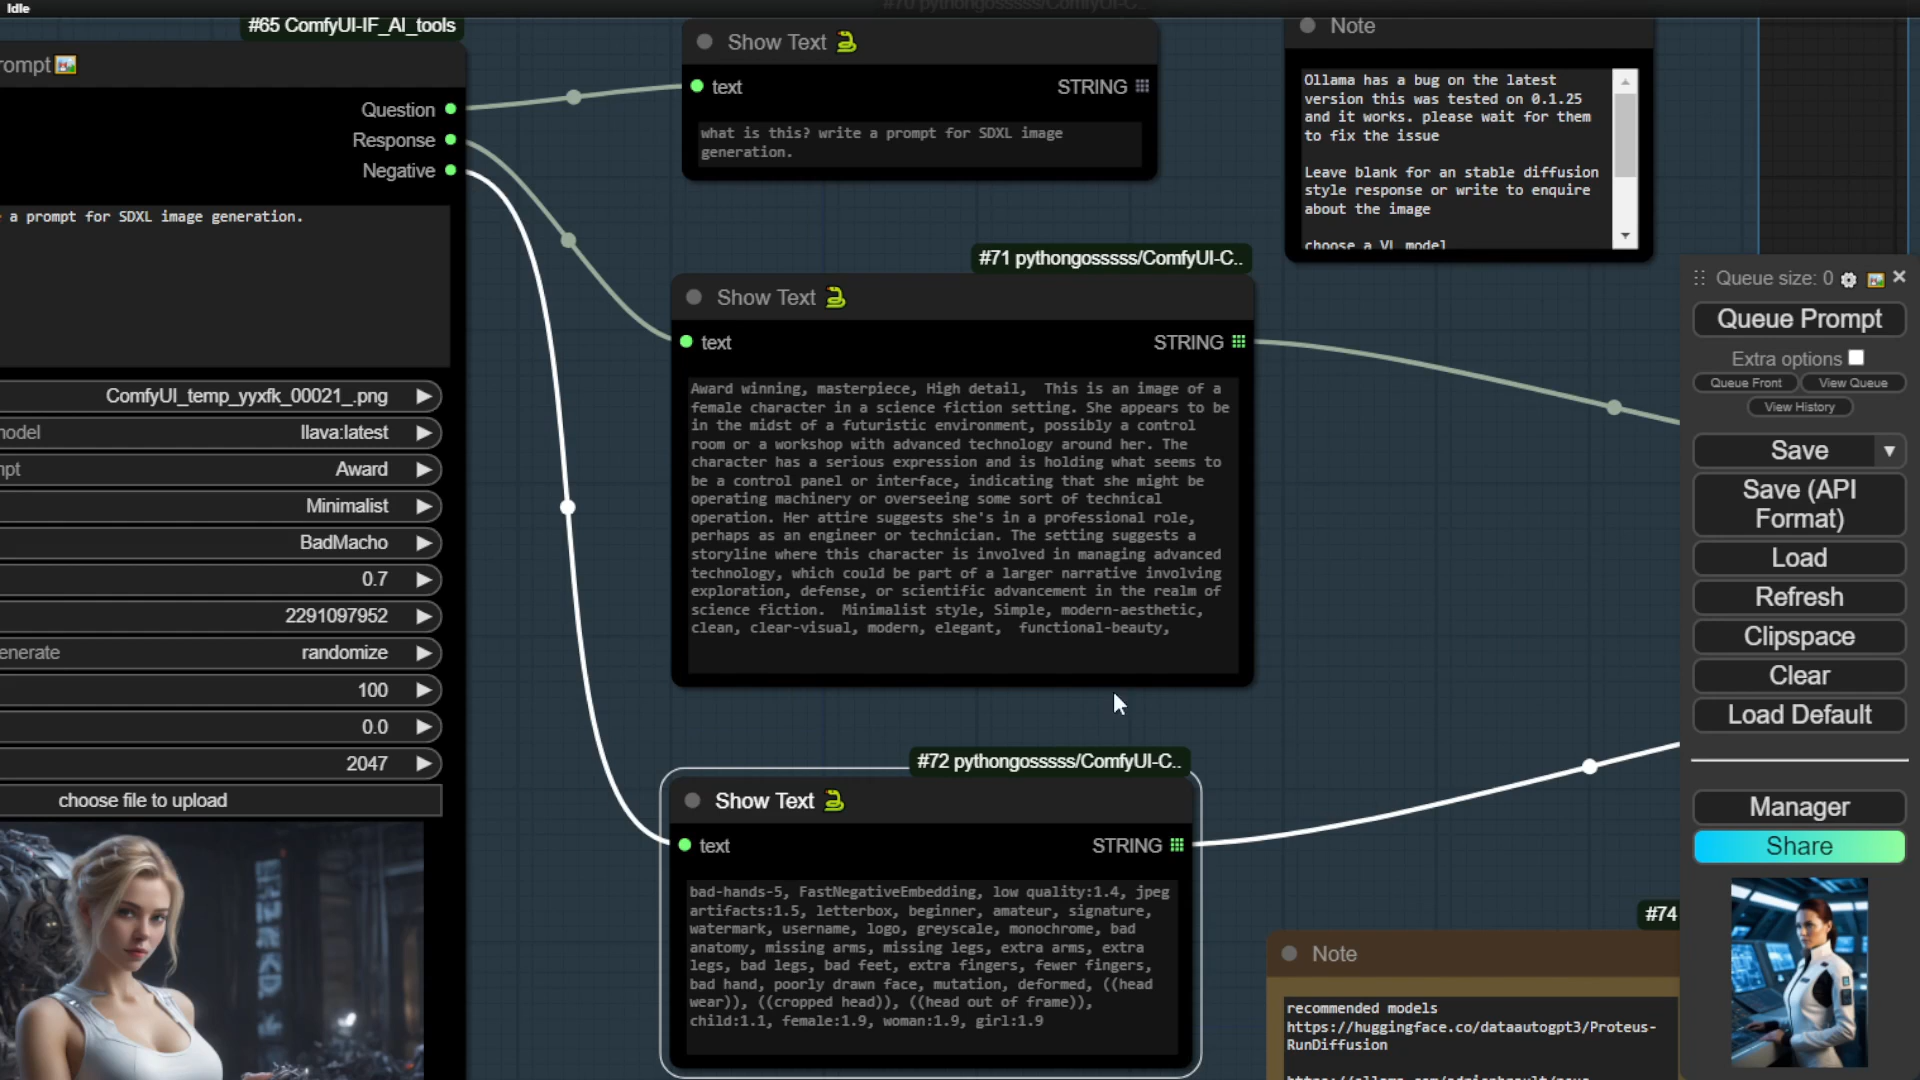 Idle
#65 ComfyUI-IF_AI_tools
rompt
Question
Response
Negative
a prompt for SDXL image generation.
ComfyUI_temp_yyxfk_00021_.png
nodel
llava:latest
npt
Award
Minimalist
BadMacho
0.7
2291097952
enerate
randomize
100
0.0
2047
choose file to upload
#70 pythongosssss/ComfyUI-C..
Show Text
text
STRING
what is this? write a prompt for SDXL image
generation.
#71 pythongosssss/ComfyUI-C..
Show Text
text
STRING
Award winning, masterpiece, High detail,  This is an image of a
female character in a science fiction setting. She appears to be
in the midst of a futuristic environment, possibly a control
room or a workshop with advanced technology around her. The
character has a serious expression and is holding what seems to
be a control panel or interface, indicating that she might be
operating machinery or overseeing some sort of technical
operation. Her attire suggests she's in a professional role,
perhaps as an engineer or technician. The setting suggests a
storyline where this character is involved in managing advanced
technology, which could be part of a larger narrative involving
exploration, defense, or scientific advancement in the realm of
science fiction.  Minimalist style, Simple, modern-aesthetic,
clean, clear-visual, modern, elegant,  functional-beauty,
#72 pythongosssss/ComfyUI-C..
Show Text
text
STRING
bad-hands-5, FastNegativeEmbedding, low quality:1.4, jpeg
artifacts:1.5, letterbox, beginner, amateur, signature,
watermark, username, logo, greyscale, monochrome, bad
anatomy, missing arms, missing legs, extra arms, extra
legs, bad legs, bad feet, extra fingers, fewer fingers,
bad hand, poorly drawn face, mutation, deformed, ((head
wear)), ((cropped head)), ((head out of frame)),
child:1.1, female:1.9, woman:1.9, girl:1.9
Note
Ollama has a bug on the latest
version this was tested on 0.1.25
and it works. please wait for them
to fix the issue
Leave blank for an stable diffusion
style response or write to enquire
about the image
choose a VL model
#74
Note
recommended models
https://huggingface.co/dataautogpt3/Proteus-
RunDiffusion
Queue size: 0
Queue Prompt
Extra options
Queue Front
View Queue
View History
Save
Save (API
Format)
Load
Refresh
Clipspace
Clear
Load Default
Manager
Share